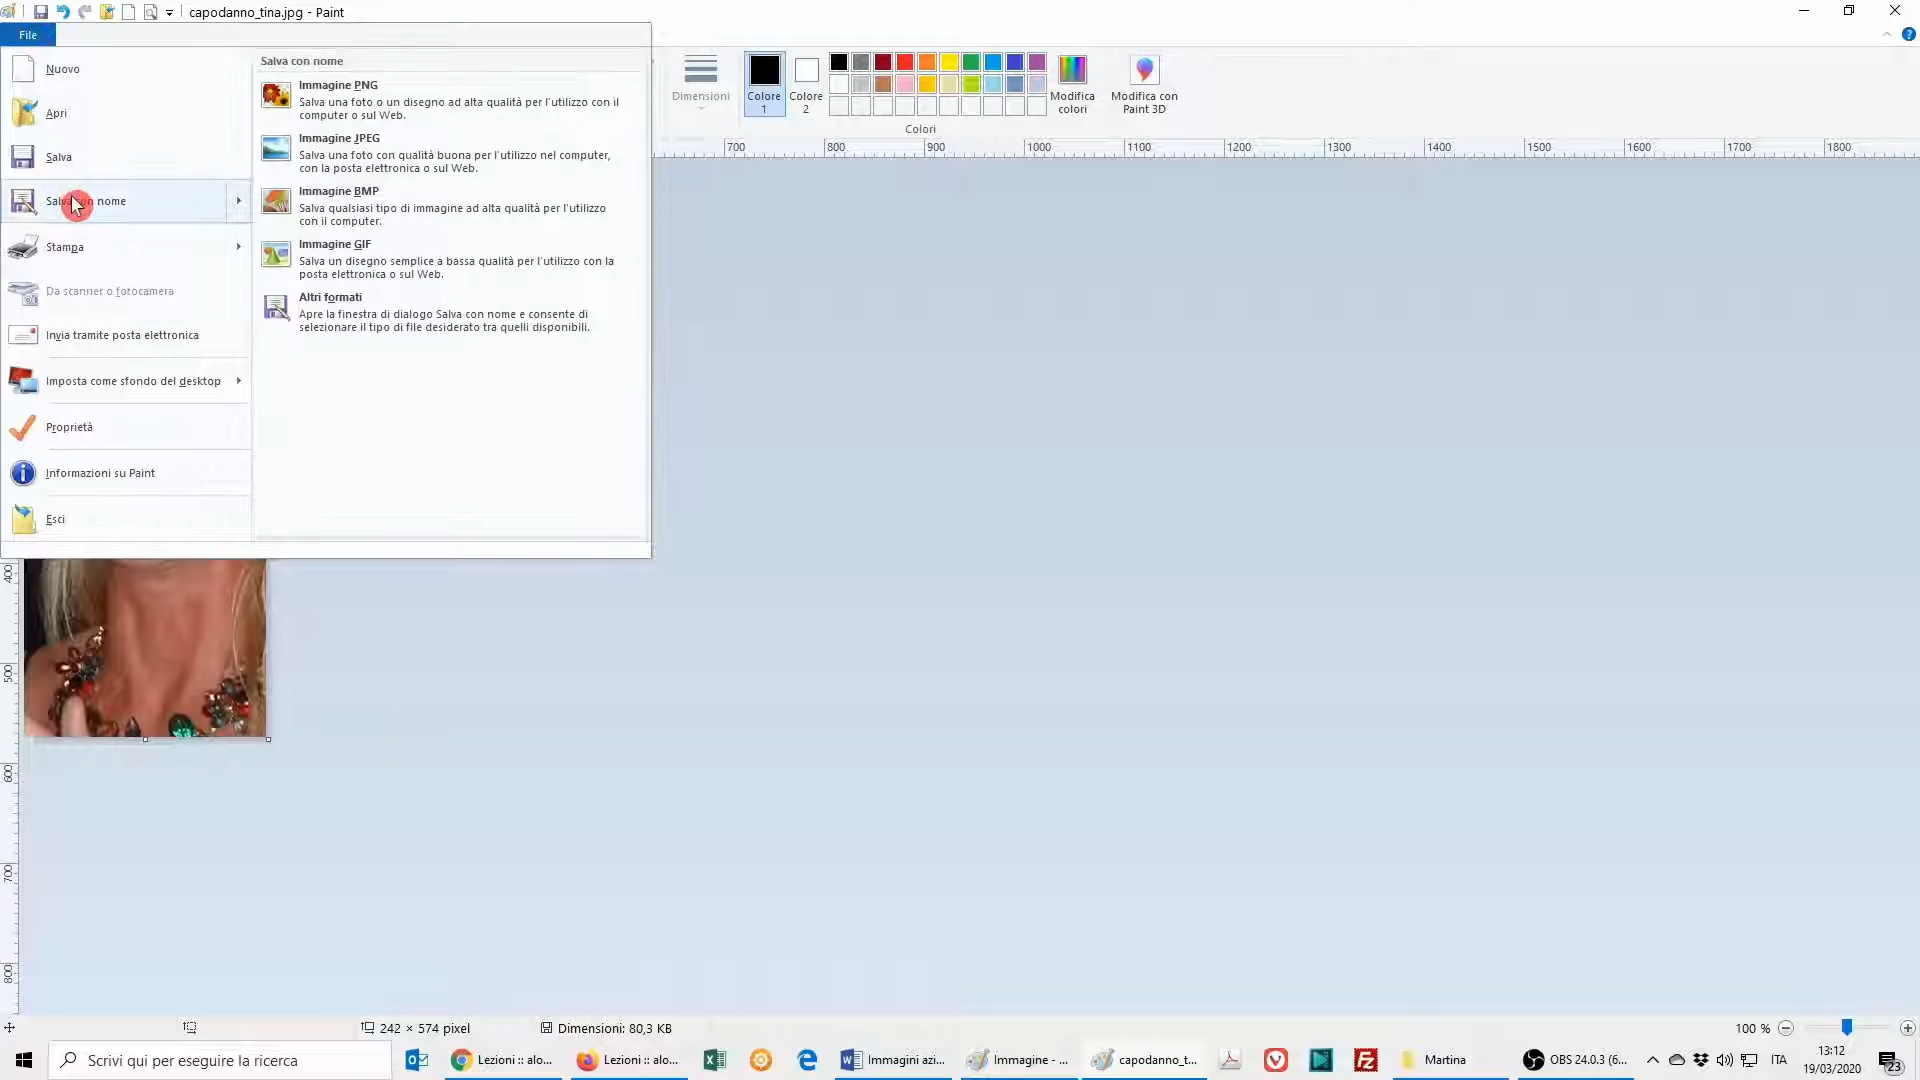 capodanno_tina.jpg - Paint
File
Nuovo
Apri
Salva
Salva con nome
Stampa
Da scanner o fotocamera
Invia tramite posta elettronica
Imposta come sfondo del desktop
Proprietà
Informazioni su Paint
Esci
Salva con nome
Immagine PNG
Salva una foto o un disegno ad alta qualità per l'utilizzo con il
computer o sul Web.
Immagine JPEG
Salva una foto con qualità buona per l'utilizzo nel computer,
con la posta elettronica o sul Web.
Immagine BMP
Salva qualsiasi tipo di immagine ad alta qualità per l'utilizzo
con il computer.
Immagine GIF
Salva un disegno semplice a bassa qualità per l'utilizzo con la
posta elettronica o sul Web.
Altri formati
Apre la finestra di dialogo Salva con nome e consente di
selezionare il tipo di file desiderato tra quelli disponibili.
Dimensioni
Colore
1
Colore
2
Modifica
colori
Modifica con
Paint 3D
Colori
700 800 900 1000 1100 1200 1300 1400 1500 1600 1700 1800
400
500
600
700
800
242 × 574 pixel
Dimensioni: 80,3 KB
100 %
Scrivi qui per eseguire la ricerca
Lezioni :: alo...
Lezioni :: alo...
Immagini azi...
Immagine - ...
capodanno_t...
Martina
OBS 24.0.3 (6...
ITA
13:12
19/03/2020
23